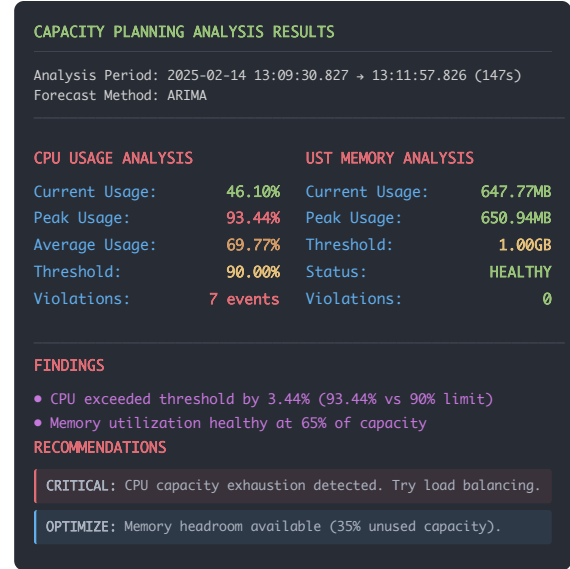 CAPACITY PLANNING ANALYSIS RESULTS
Analysis Period: 2025-02-14 13:09:30.827 → 13:11:57.826 (147s)
Forecast Method: ARIMA
CPU USAGE ANALYSIS
Current Usage: 46.10%
Peak Usage: 93.44%
Average Usage: 69.77%
Threshold: 90.00%
Violations: 7 events
UST MEMORY ANALYSIS
Current Usage: 647.77MB
Peak Usage: 650.94MB
Threshold: 1.00GB
Status: HEALTHY
Violations: 0
FINDINGS
• CPU exceeded threshold by 3.44% (93.44% vs 90% limit)
• Memory utilization healthy at 65% of capacity
RECOMMENDATIONS
CRITICAL: CPU capacity exhaustion detected. Try load balancing.
OPTIMIZE: Memory headroom available (35% unused capacity).